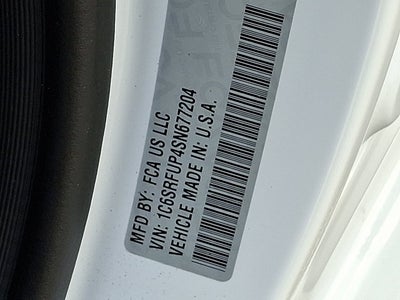 MFD BY: FCA US LLC
VIN: 1C6SRFUP4SN677204
VEHICLE MADE IN: U.S.A.